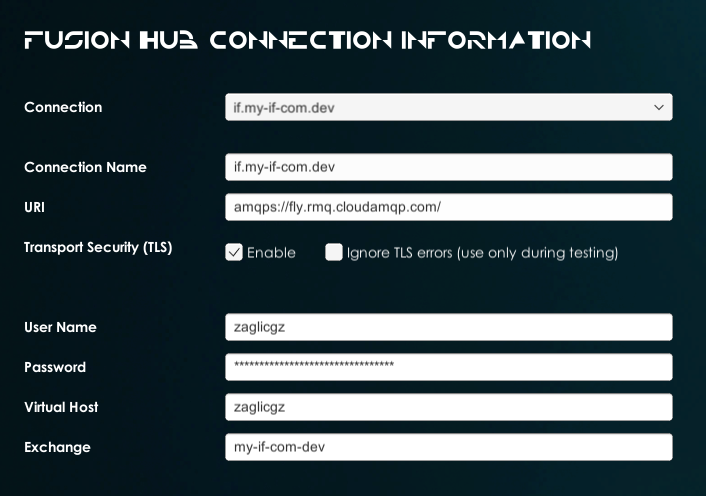 FUSION HUB CONNECTION INFORMATION
Connection if.my-if-com.dev
Connection Name if.my-if-com.dev
URI amqps://fly.rmq.cloudamqp.com/
Transport Security (TLS) Enable Ignore TLS errors (use only during testing)
User Name zaglicgz
Password ********************************
Virtual Host zaglicgz
Exchange my-if-com-dev